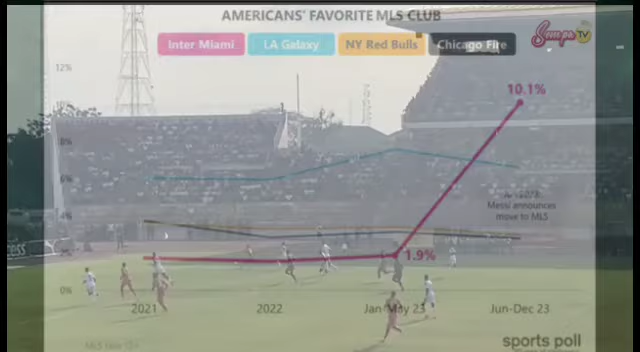 AMERICANS' FAVORITE MLS CLUB
Inter Miami LA Galaxy NY Red Bulls Chicago Fire
TV
12%
10.1%
8%
6%
Messi announces
move to MLS
4%
1.9%
0%
2021 2022 Jan-May 23 Jun-Dec 23
sports poll